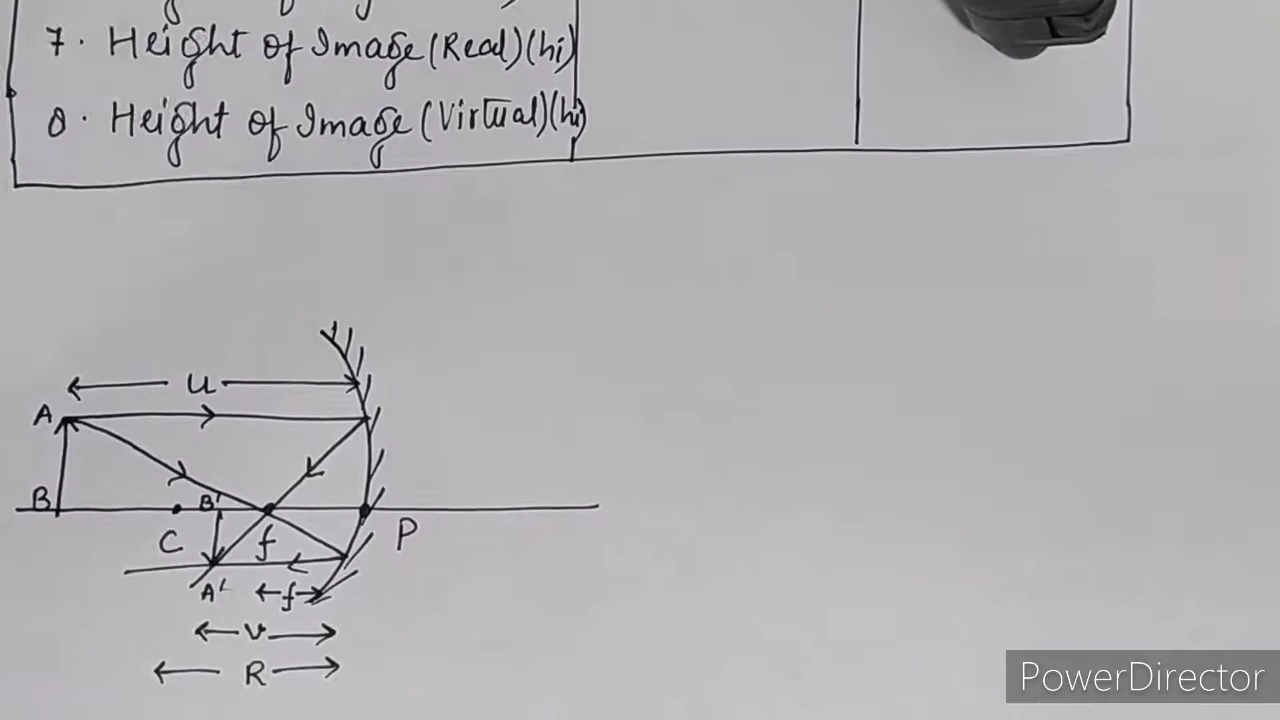 7. Height of Image (Real)(hi)
8. Height of Image (Virtual)(hi)
U
A
B
B'
C
f
P
A'
f
v
R
PowerDirector